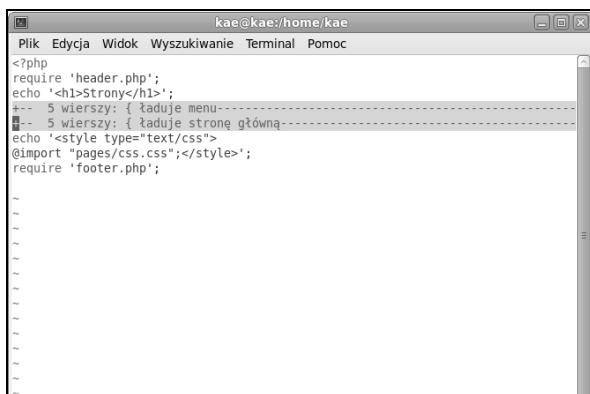 kae@kae:/home/kae
Plik Edycja Widok Wyszukiwanie Terminal Pomoc
<?php
require 'header.php';
echo '<h1>Strony</h1>';
+-- 5 wierszy: { ładuje menu-----------------------------------------------------
+-- 5 wierszy: { ładuje stronę główną--------------------------------------------
echo '<style type="text/css">
@import "pages/css.css";</style>';
require 'footer.php';
~
~
~
~
~
~
~
~
~
~
~
~
~
~